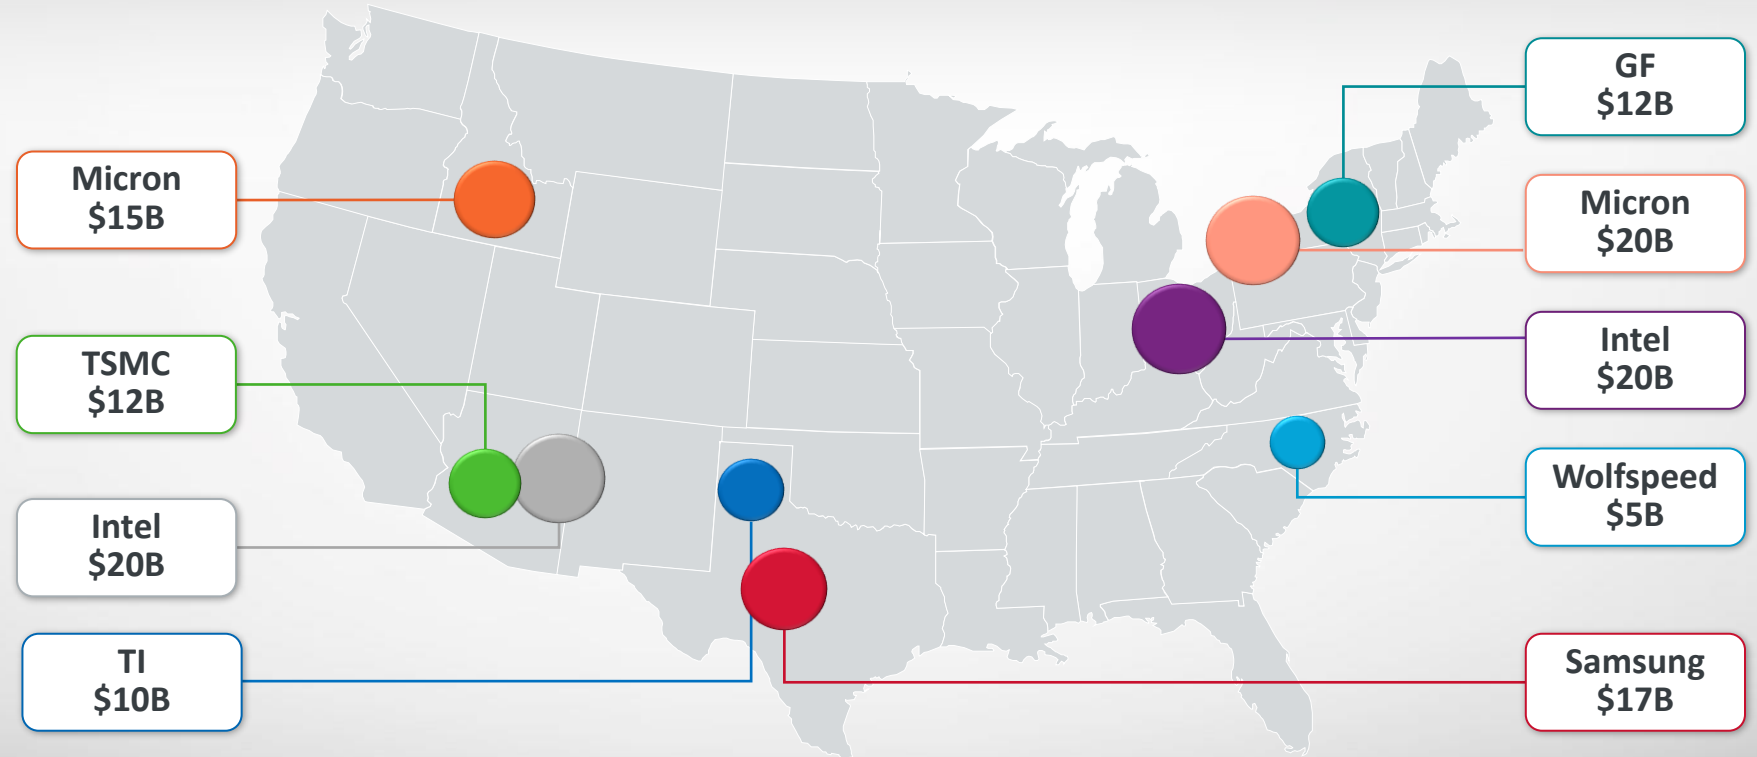 Micron
$15B
TSMC
$12B
Intel
$20B
TI
$10B
GF
$12B
Micron
$20B
Intel
$20B
Wolfspeed
$5B
Samsung
$17B